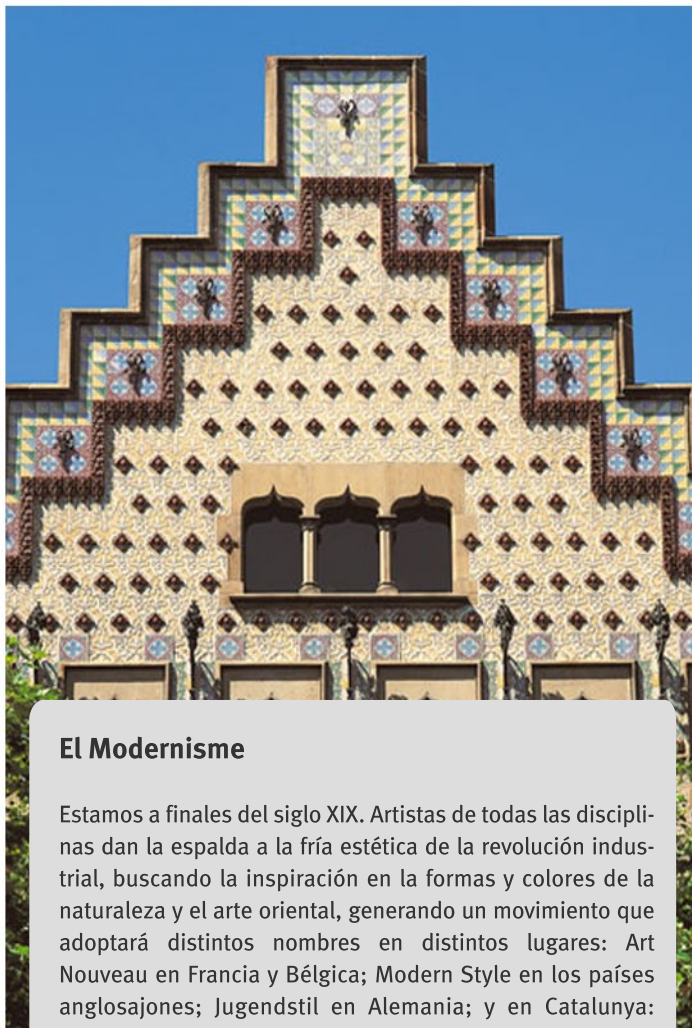 El Modernisme
Estamos a finales del siglo XIX. Artistas de todas las discipli-
nas dan la espalda a la fría estética de la revolución indus-
trial, buscando la inspiración en la formas y colores de la
naturaleza y el arte oriental, generando un movimiento que
adoptará distintos nombres en distintos lugares: Art
Nouveau en Francia y Bélgica; Modern Style en los países
anglosajones; Jugendstil en Alemania; y en Catalunya: